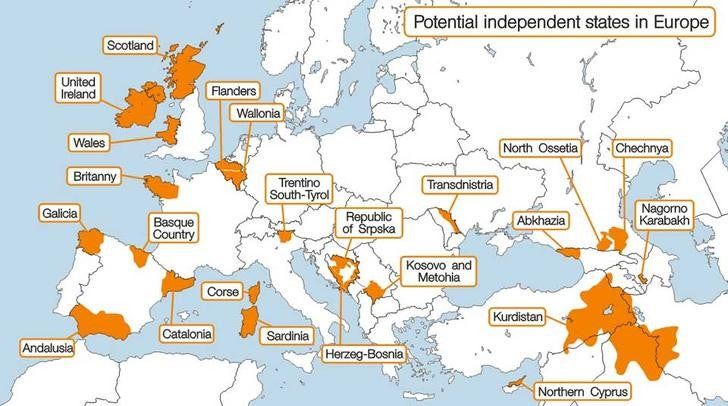 Potential independent states in Europe
Scotland
United
Ireland
Flanders
Wallonia
Wales
North Ossetia
Chechnya
Britanny
Trentino
South-Tyrol
Transdnistria
Galicia
Basque
Country
Republic
of Srpska
Abkhazia
Nagorno
Karabakh
Kosovo and
Metohia
Corse
Kurdistan
Andalusia
Catalonia
Sardinia
Herzeg-Bosnia
Northern Cyprus